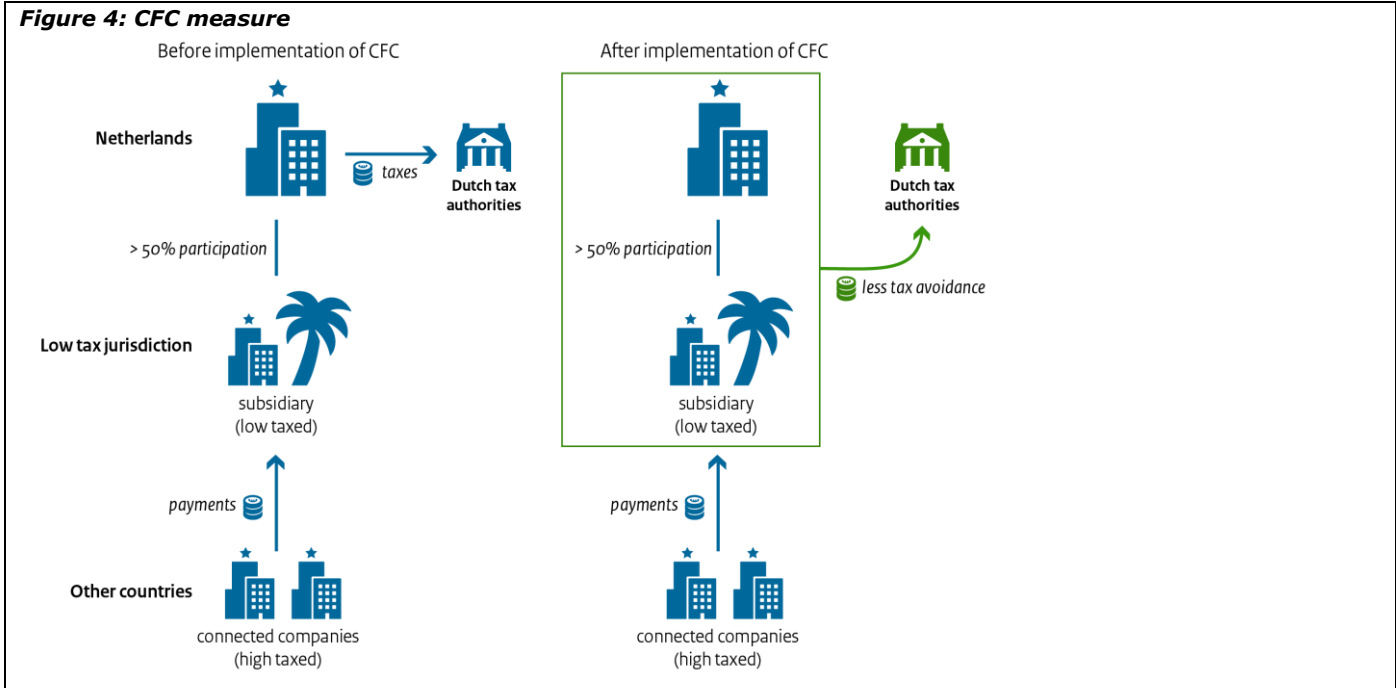 Figure 4: CFC measure
Before implementation of CFC
After implementation of CFC
Netherlands
taxes
Dutch tax
authorities
Dutch tax
authorities
> 50% participation
> 50% participation
less tax avoidance
Low tax jurisdiction
subsidiary
(low taxed)
subsidiary
(low taxed)
payments
payments
Other countries
connected companies
(high taxed)
connected companies
(high taxed)